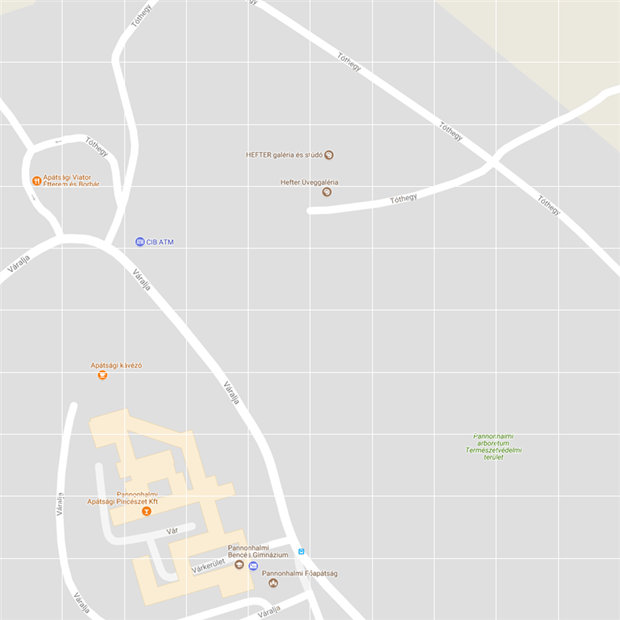 Tóthegy
Tóthegy
Tóthegy
Tóthegy
HEFTER galéria és stúdó
Apátsági Viator
Étterem és Borbár
Hefter Üveggaléria
Tóthegy
Tóthegy
CIB ATM
Váralja
Váralja
Apátsági kávézó
Váralja
Pannonhalmi
arborétum
Természetvédelmi
terület
Pannonhalmi
Apátsági Pincészet Kft
Váralja
Vár
Pannonhalmi
Bencés Gimnázium
Várkerület
Pannonhalmi Főapátság
Váralja
Váralja